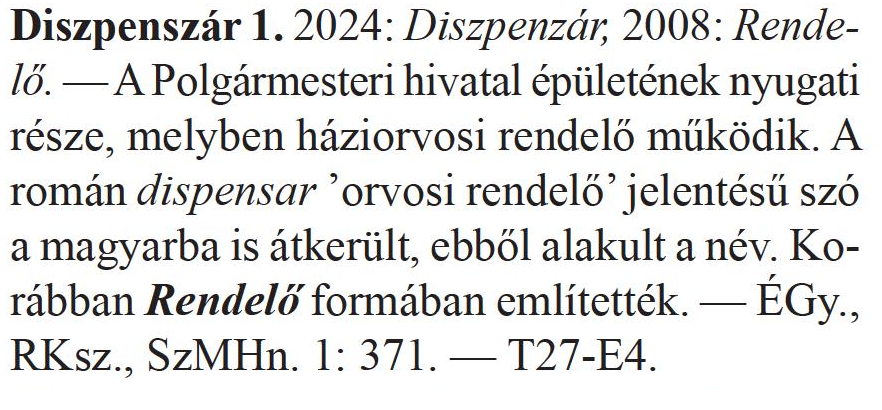 Diszpenszár 1. 2024: Diszpenzár, 2008: Rende-
lő. — A Polgármesteri hivatal épületének nyugati
része, melyben háziorvosi rendelő működik. A
román dispensar ’orvosi rendelő’ jelentésű szó
a magyarba is átkerült, ebből alakult a név. Ko-
rábban Rendelő formában említették. — ÉGy.,
RKsz., SzMHn. 1: 371. — T27-E4.